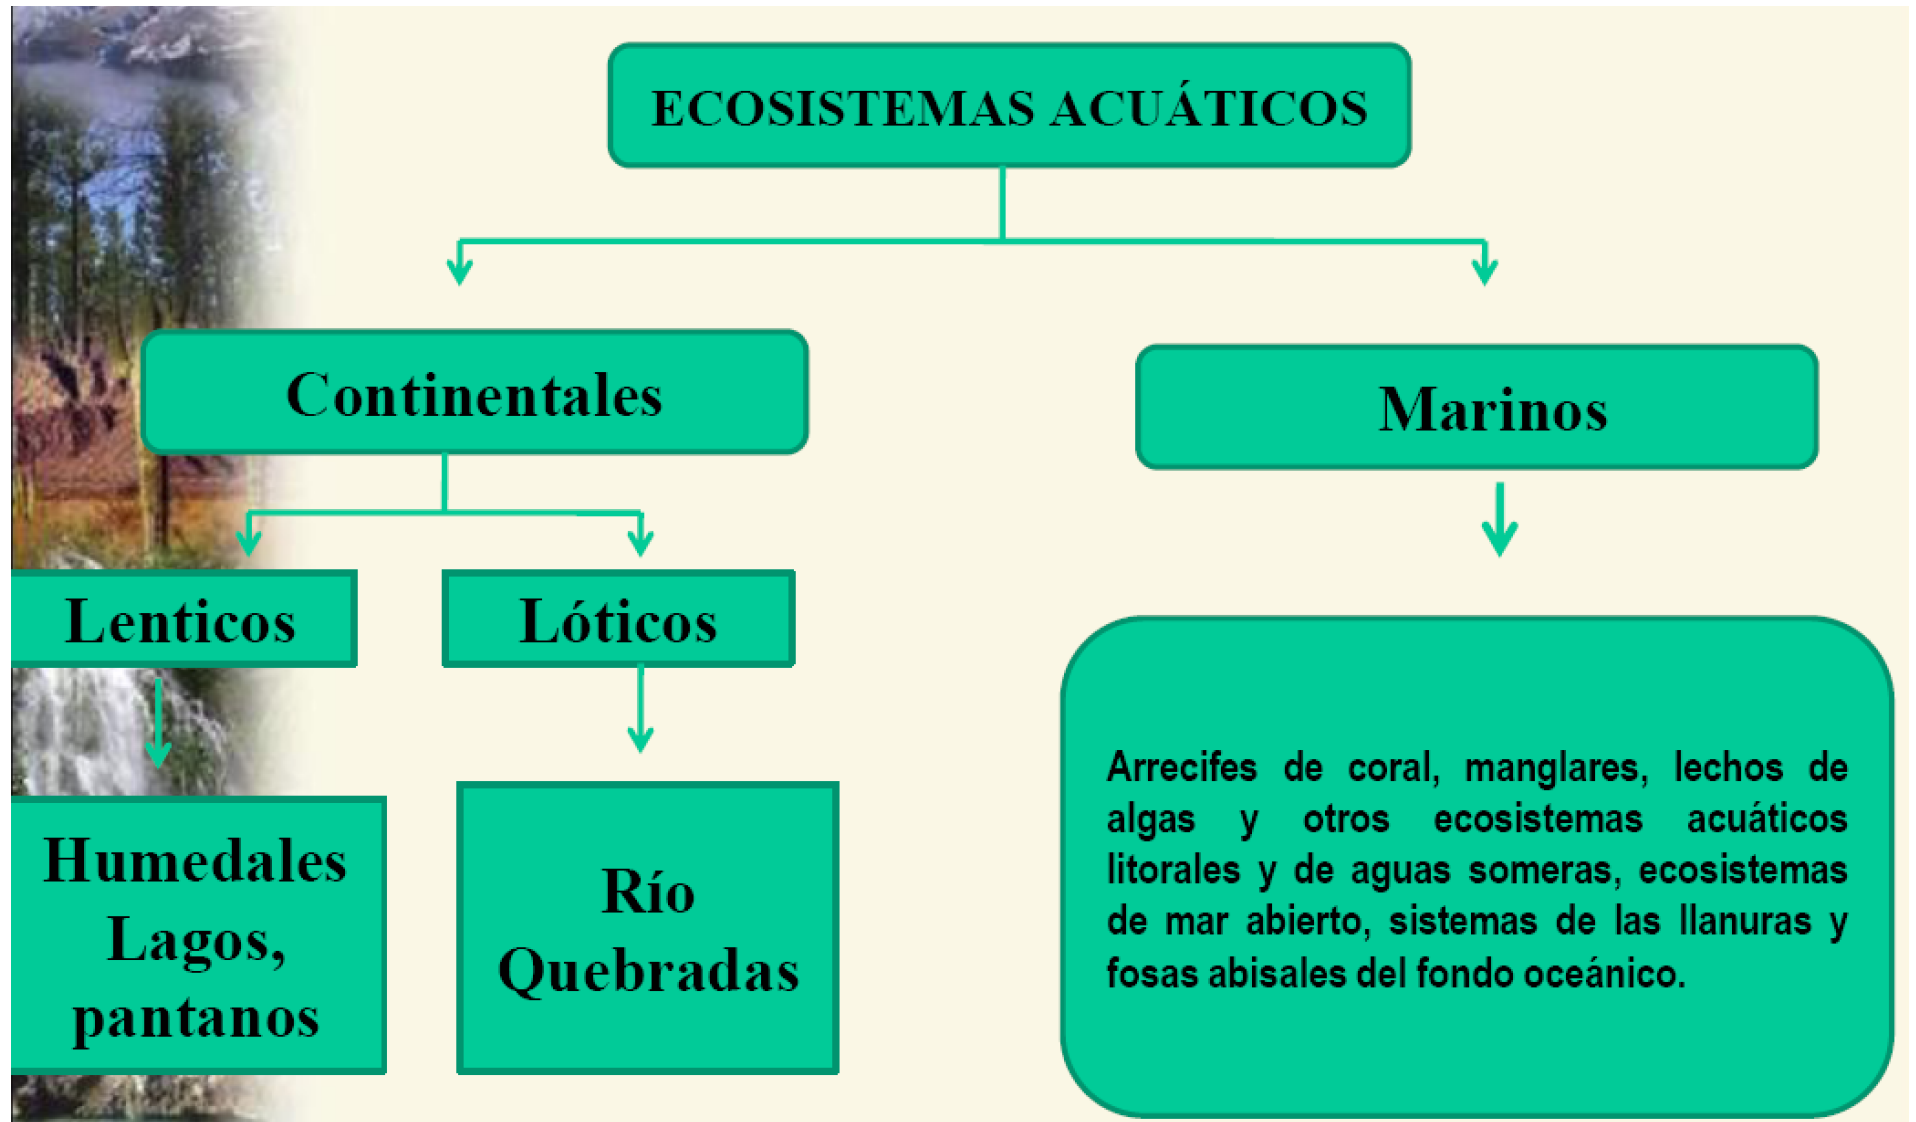 ECOSISTEMAS ACUÁTICOS
Continentales
Marinos
Lenticos
Lóticos
Humedales
Lagos,
pantanos
Río
Quebradas
Arrecifes de coral, manglares, lechos de
algas y otros ecosistemas acuáticos
litorales y de aguas someras, ecosistemas
de mar abierto, sistemas de las llanuras y
fosas abisales del fondo oceánico.